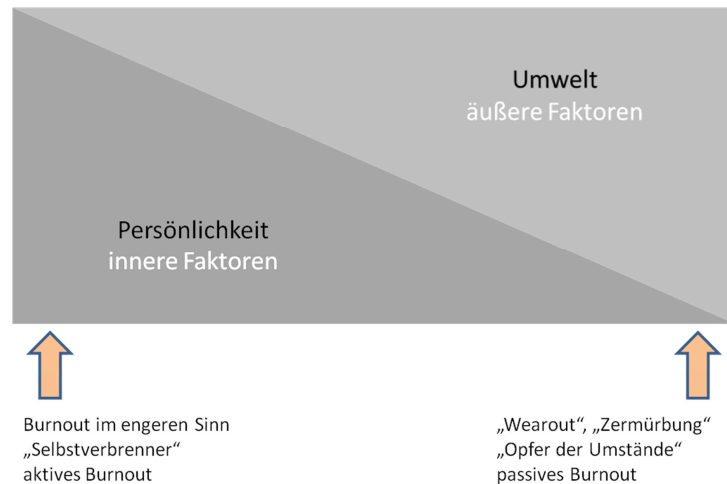 Umwelt
äußere Faktoren
Persönlichkeit
innere Faktoren
Burnout im engeren Sinn
„Selbstverbrenner“
aktives Burnout
„Wearout“, „Zermürbung“
„Opfer der Umstände“
passives Burnout